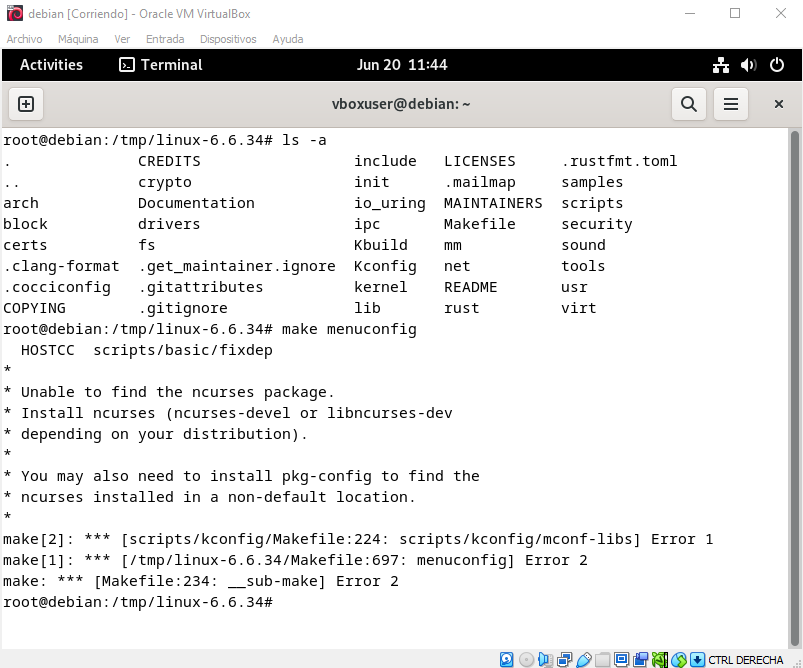 debian [Corriendo] - Oracle VM VirtualBox
Archivo Máquina Ver Entrada Dispositivos Ayuda
Activities Terminal Jun 20 11:44
vboxuser@debian: ~
root@debian:/tmp/linux-6.6.34# ls -a
. CREDITS include LICENSES .rustfmt.toml
.. crypto init .mailmap samples
arch Documentation io_uring MAINTAINERS scripts
block drivers ipc Makefile security
certs fs Kbuild mm sound
.clang-format .get_maintainer.ignore Kconfig net tools
.cocciconfig .gitattributes kernel README usr
COPYING .gitignore lib rust virt
root@debian:/tmp/linux-6.6.34# make menuconfig
HOSTCC scripts/basic/fixdep
*
* Unable to find the ncurses package.
* Install ncurses (ncurses-devel or libncurses-dev
* depending on your distribution).
*
* You may also need to install pkg-config to find the
* ncurses installed in a non-default location.
*
make[2]: *** [scripts/kconfig/Makefile:224: scripts/kconfig/mconf-libs] Error 1
make[1]: *** [/tmp/linux-6.6.34/Makefile:697: menuconfig] Error 2
make: *** [Makefile:234: __sub-make] Error 2
root@debian:/tmp/linux-6.6.34#
CTRL DERECHA